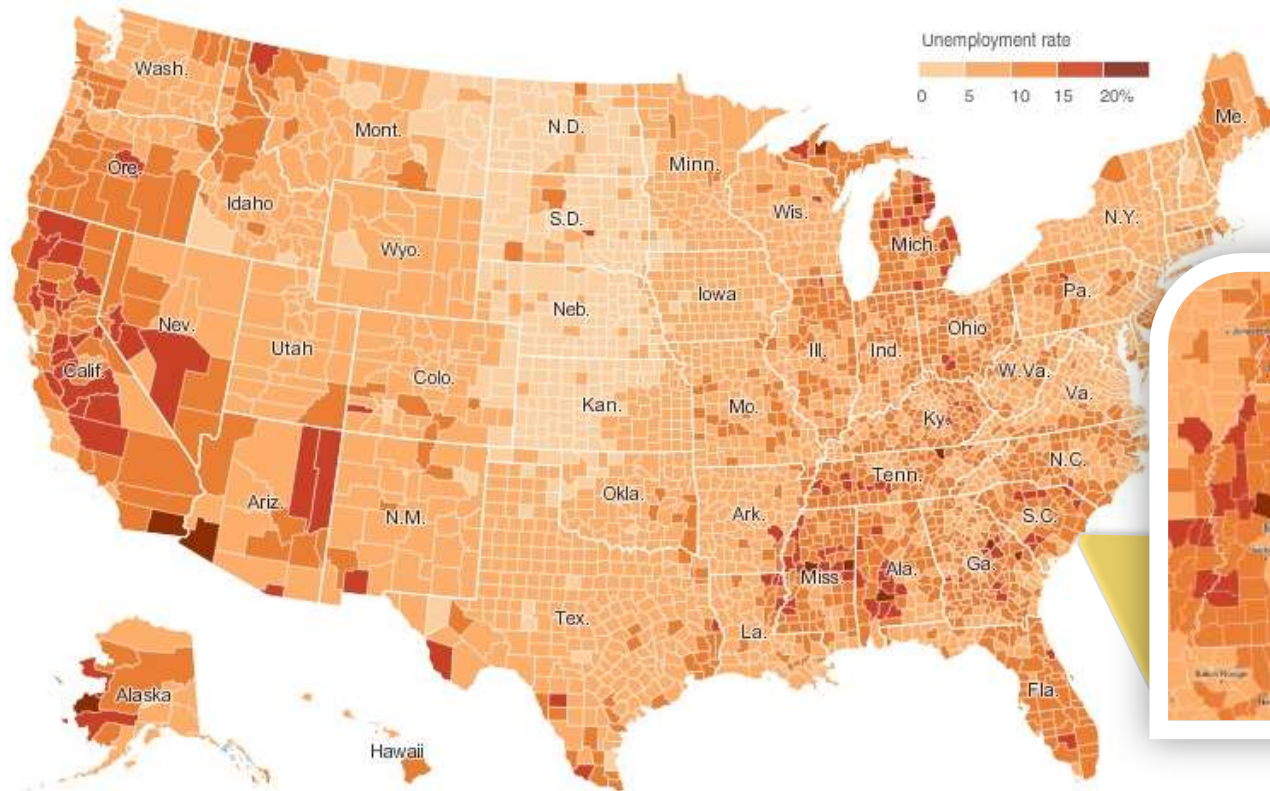 Unemployment rate
0 5 10 15 20%
Wash.
Mont.
N.D.
Minn.
Me.
Ore.
Idaho
S.D.
Wis.
N.Y.
Wyo.
Mich.
Iowa
Pa.
Nev.
Neb.
Ohio
Utah
Ill.
Ind.
Calif.
Colo.
W.Va.
Va.
Kan.
Mo.
Ky.
N.C.
Tenn.
Ariz.
N.M.
Okla.
Ark.
S.C.
Miss.
Ala.
Ga.
Tex.
La.
Alaska
Fla.
Hawaii
Baton Rouge